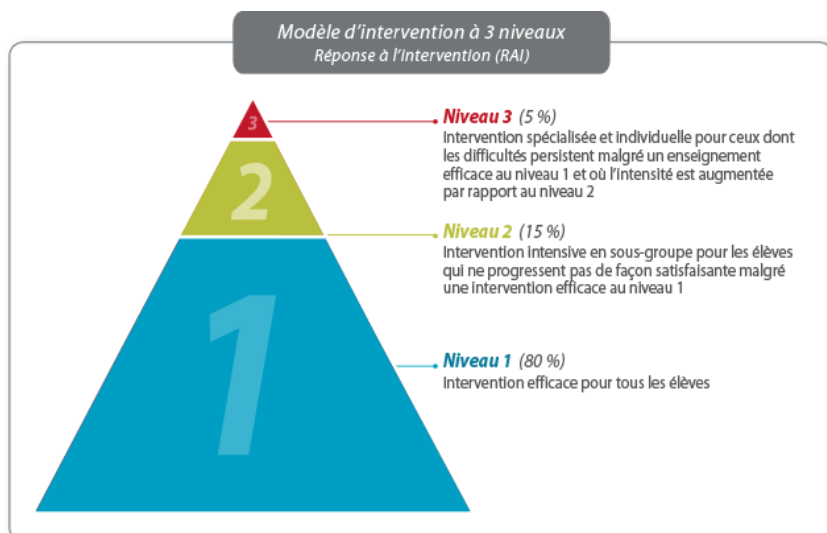 Modèle d'intervention à 3 niveaux
Réponse à l'intervention (RAI)
3
Niveau 3 (5 %)
Intervention spécialisée et individuelle pour ceux dont
les difficultés persistent malgré un enseignement
efficace au niveau 1 et où l'intensité est augmentée
par rapport au niveau 2
2
Niveau 2 (15 %)
Intervention intensive en sous-groupe pour les élèves
qui ne progressent pas de façon satisfaisante malgré
une intervention efficace au niveau 1
1
Niveau 1 (80 %)
Intervention efficace pour tous les élèves